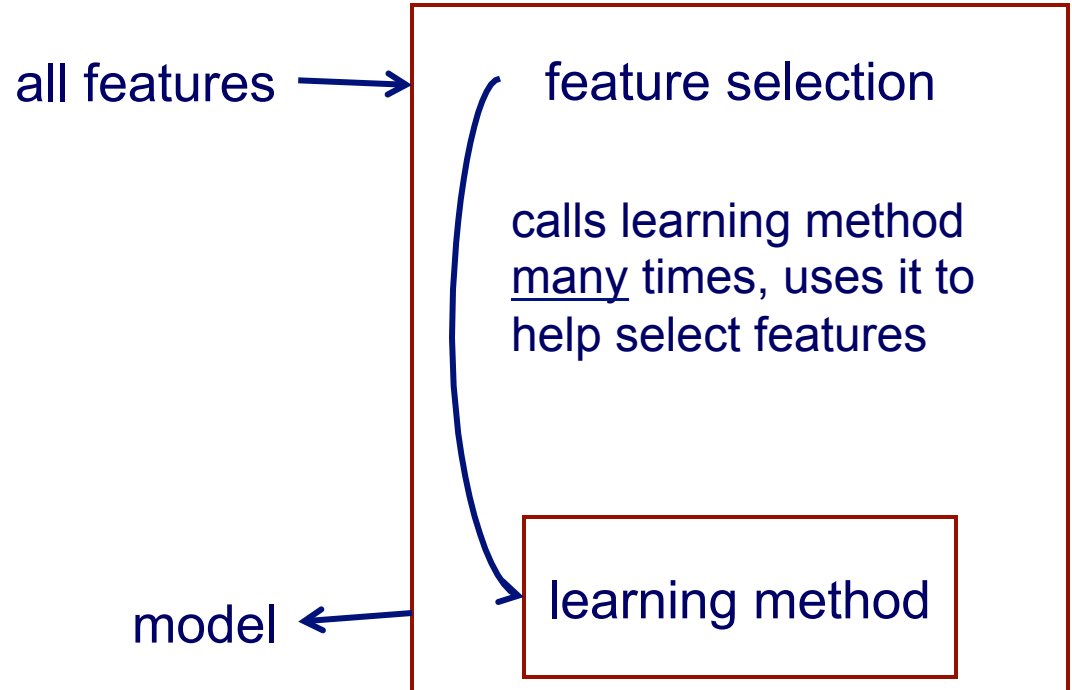 all features
feature selection
calls learning method
many times, uses it to
help select features
learning method
model